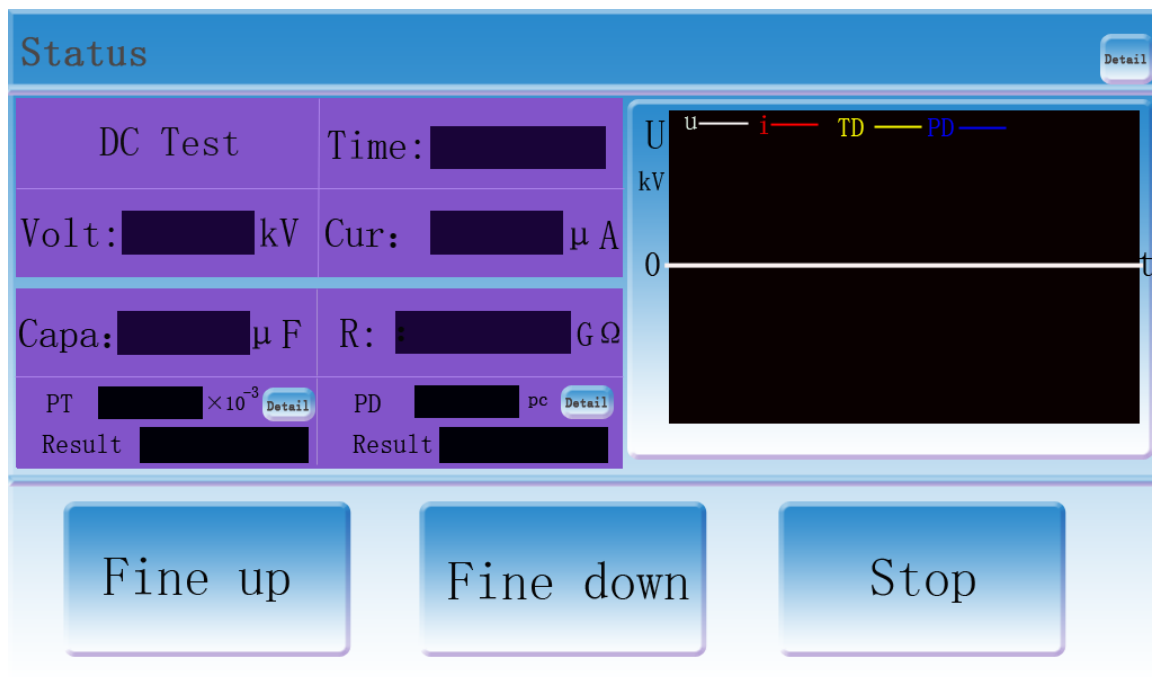 Status
Detail
DC Test
Time:
Volt:
kV
Cur:
μA
Capa:
μF
R: :
GΩ
PT
×10⁻³
Detail
Result
PD
pc
Detail
Result
U
kV
0
u
i
TD
PD
t
Fine up
Fine down
Stop